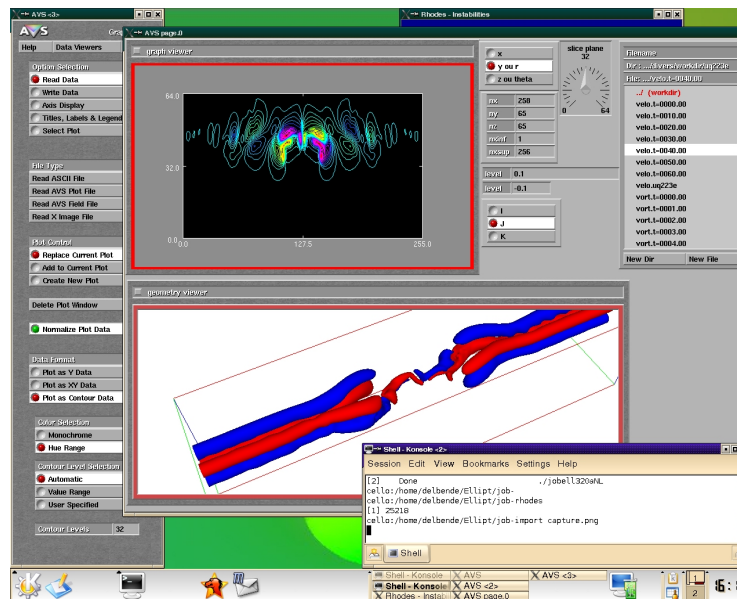 AVS <3>
Rhodes - Instabilities
AVS
Help Data Viewers
Option Selection
Read Data
Write Data
Axis Display
Titles, Labels & Legend
Select Plot
File Type
Read ASCII File
Read AVS Plot File
Read AVS Field File
Read X Image File
Plot Control
Replace Current Plot
Add to Current Plot
Create New Plot
Delete Plot Window
Normalize Plot Data
Data Format
Plot as Y Data
Plot as XY Data
Plot as Contour Data
Color Selection
Monochrome
Hue Range
Contour Level Selection
Automatic
Value Range
User Specified
Contour Levels 32
AVS page.0
graph viewer
64.0
32.0
0.0
0.0 127.5 255.0
x
y ou r
z ou theta
slice plane
32
0 64
nx 258
ny 65
nz 65
nxinf 1
nxsup 256
level 0.1
level -0.1
I
J
K
Filename
File: .../velo.t=0040.00
../ (workdir)
velo.t=0000.00
velo.t=0010.00
velo.t=0020.00
velo.t=0030.00
velo.t=0040.00
velo.t=0050.00
velo.t=0060.00
velo.uq223e
vort.t=0000.00
vort.t=0001.00
vort.t=0002.00
vort.t=0003.00
vort.t=0004.00
New Dir New File
geometry viewer
Shell - Konsole <2>
Session Edit View Bookmarks Settings Help
[2] Done ./jobell320aNL
cello:/home/delbende/Ellipt/job-
cello:/home/delbende/Ellipt/job-rhodes
[1] 25218
cello:/home/delbende/Ellipt/job-import capture.png
Shell
Shell - Konsole AVS AVS <3>
Shell - Konsole AVS <2>
Rhodes - Instab AVS page.0
1
2
16: